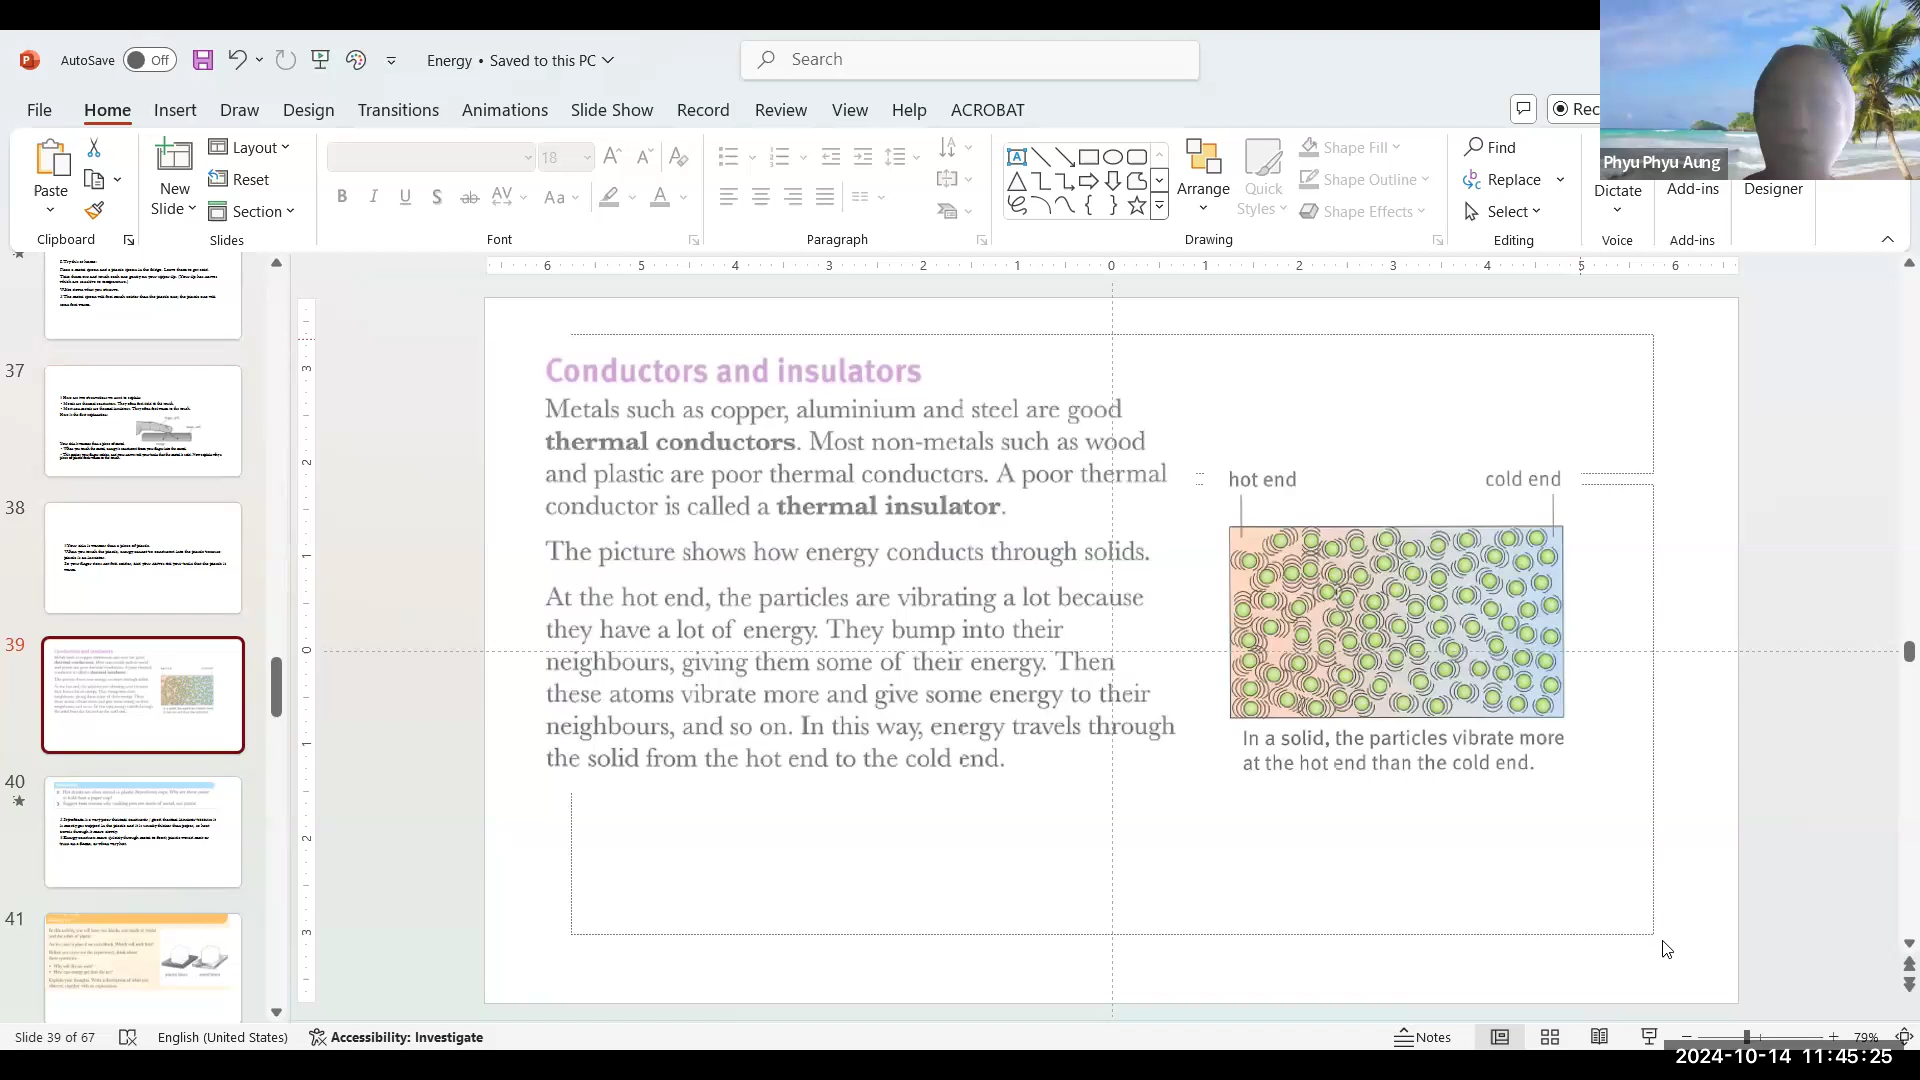 AutoSave Off Energy • Saved to this PC Search
File Home Insert Draw Design Transitions Animations Slide Show Record Review View Help ACROBAT Rec
Phyu Phyu Aung
Paste New Slide Layout Reset Section 18 Arrange Quick Styles Shape Fill Shape Outline Shape Effects Find Replace Select Dictate Add-ins Designer
Clipboard Slides Font Paragraph Drawing Editing Voice Add-ins
37
38
39
40
41
Conductors and insulators
Metals such as copper, aluminium and steel are good
thermal conductors. Most non-metals such as wood
and plastic are poor thermal conductors. A poor thermal
conductor is called a thermal insulator.
The picture shows how energy conducts through solids.
At the hot end, the particles are vibrating a lot because
they have a lot of energy. They bump into their
neighbours, giving them some of their energy. Then
these atoms vibrate more and give some energy to their
neighbours, and so on. In this way, energy travels through
the solid from the hot end to the cold end.
hot end cold end
In a solid, the particles vibrate more
at the hot end than the cold end.
Slide 39 of 67 English (United States) Accessibility: Investigate Notes 79%
2024-10-14 11:45:25